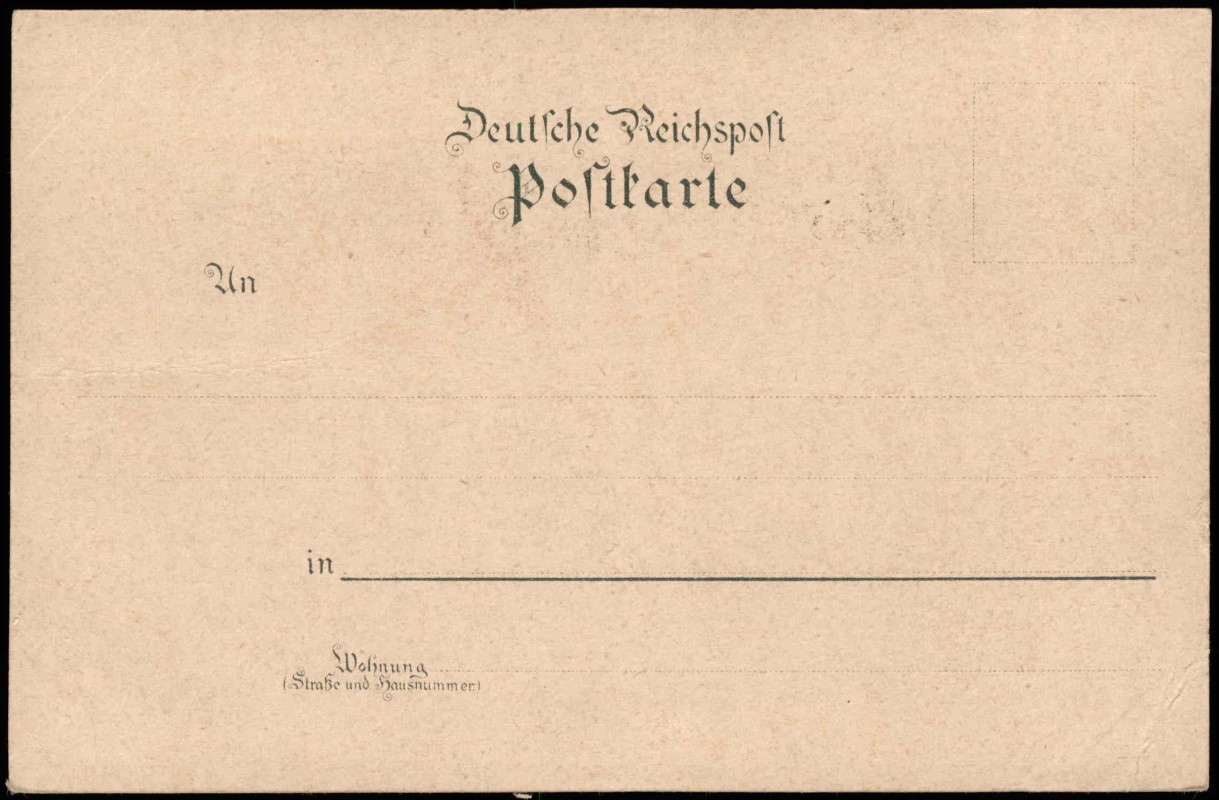 Deutſche Reichspoſt
Poſtkarte
An
in
Wohnung
(Straße und Hausnummer)